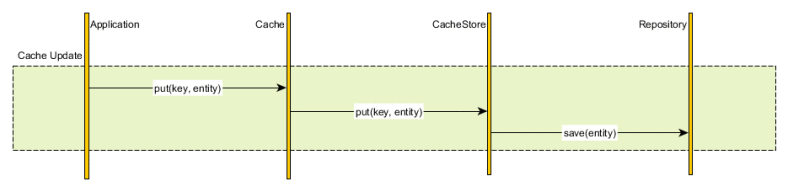 Application
Cache
CacheStore
Repository
Cache Update
put(key, entity)
put(key, entity)
save(entity)